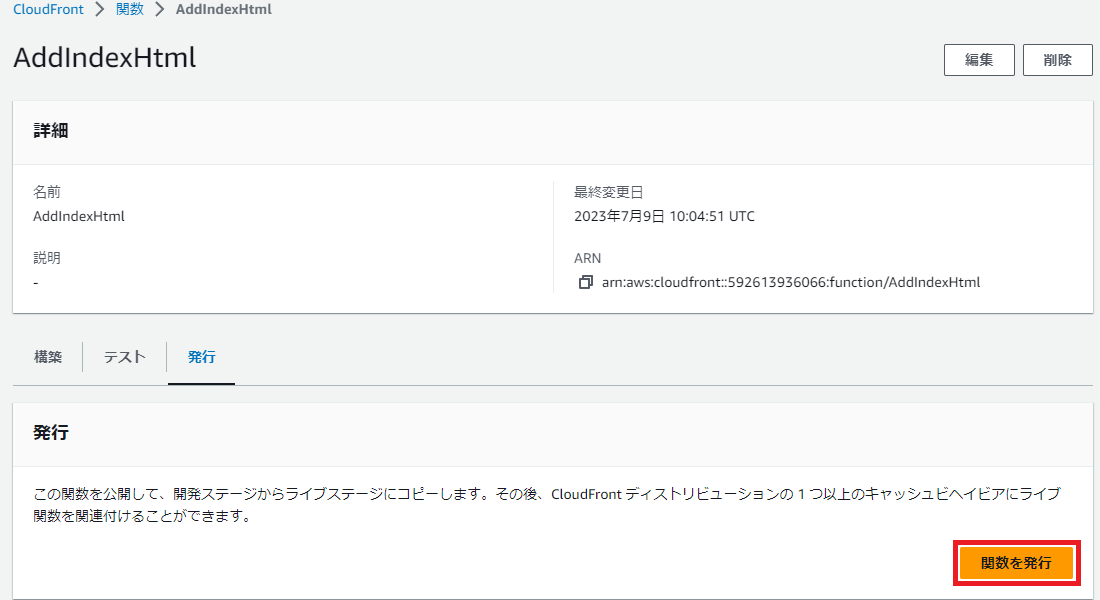 CloudFront > 関数 > AddIndexHtml
AddIndexHtml
編集 削除
詳細
名前
AddIndexHtml
説明
-
最終変更日
2023年7月9日 10:04:51 UTC
ARN
arn:aws:cloudfront::592613936066:function/AddIndexHtml
構築 テスト 発行
発行
この関数を公開して、開発ステージからライブステージにコピーします。その後、CloudFront ディストリビューションの 1 つ以上のキャッシュビヘイビアにライブ
関数を関連付けることができます。
関数を発行